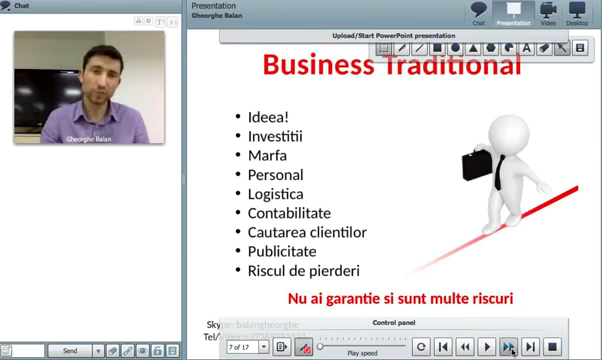 Chat
Gheorghe Balan
Presentation
Gheorghe Balan
Chat
Presentation
Video
Desktop
Upload/Start PowerPoint presentation
Business Traditional
• Ideea!
• Investitii
• Marfa
• Personal
• Logistica
• Contabilitate
• Cautarea clientilor
• Publicitate
• Riscul de pierderi
Nu ai garantie si sunt multe riscuri
Skype: balangheorghe
Control panel
7 of 17
Play speed
Send